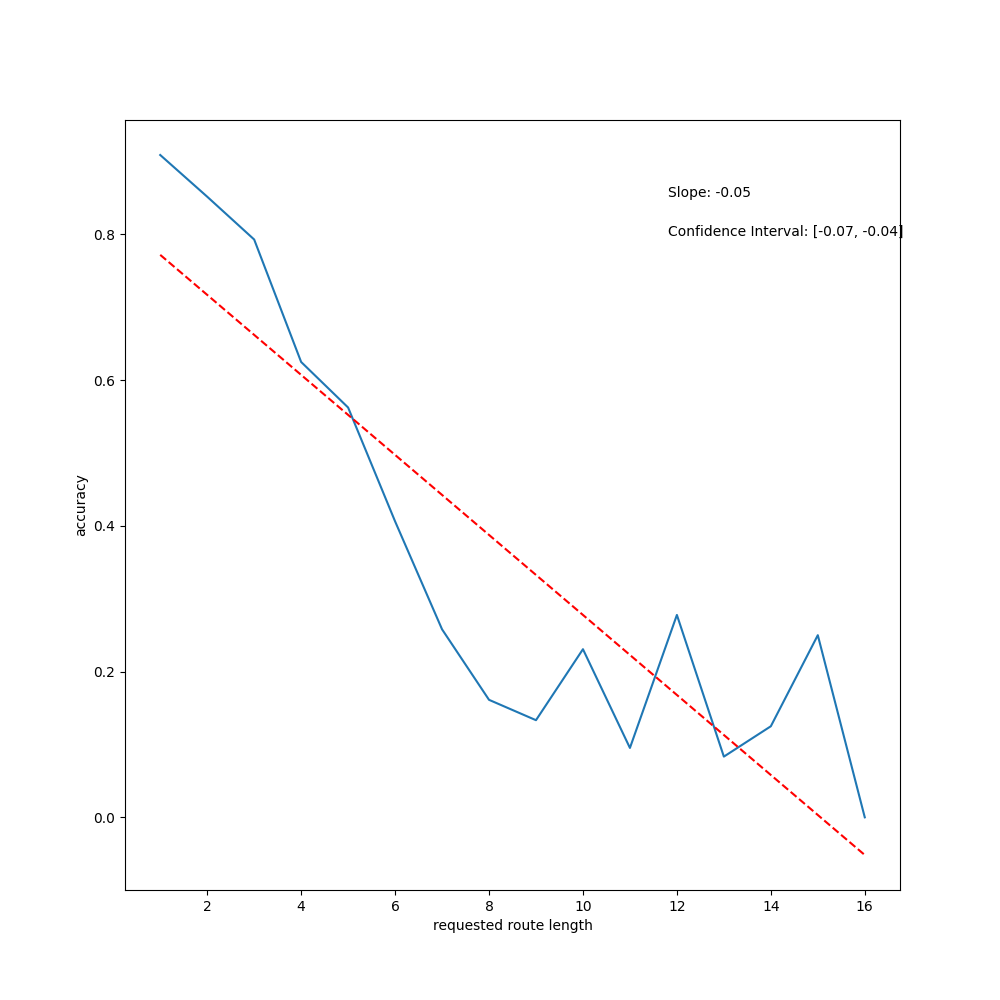 Slope: -0.05
Confidence Interval: [-0.07, -0.04]
0.8
0.6
0.4
0.2
0.0
accuracy
2 4 6 8 10 12 14 16
requested route length